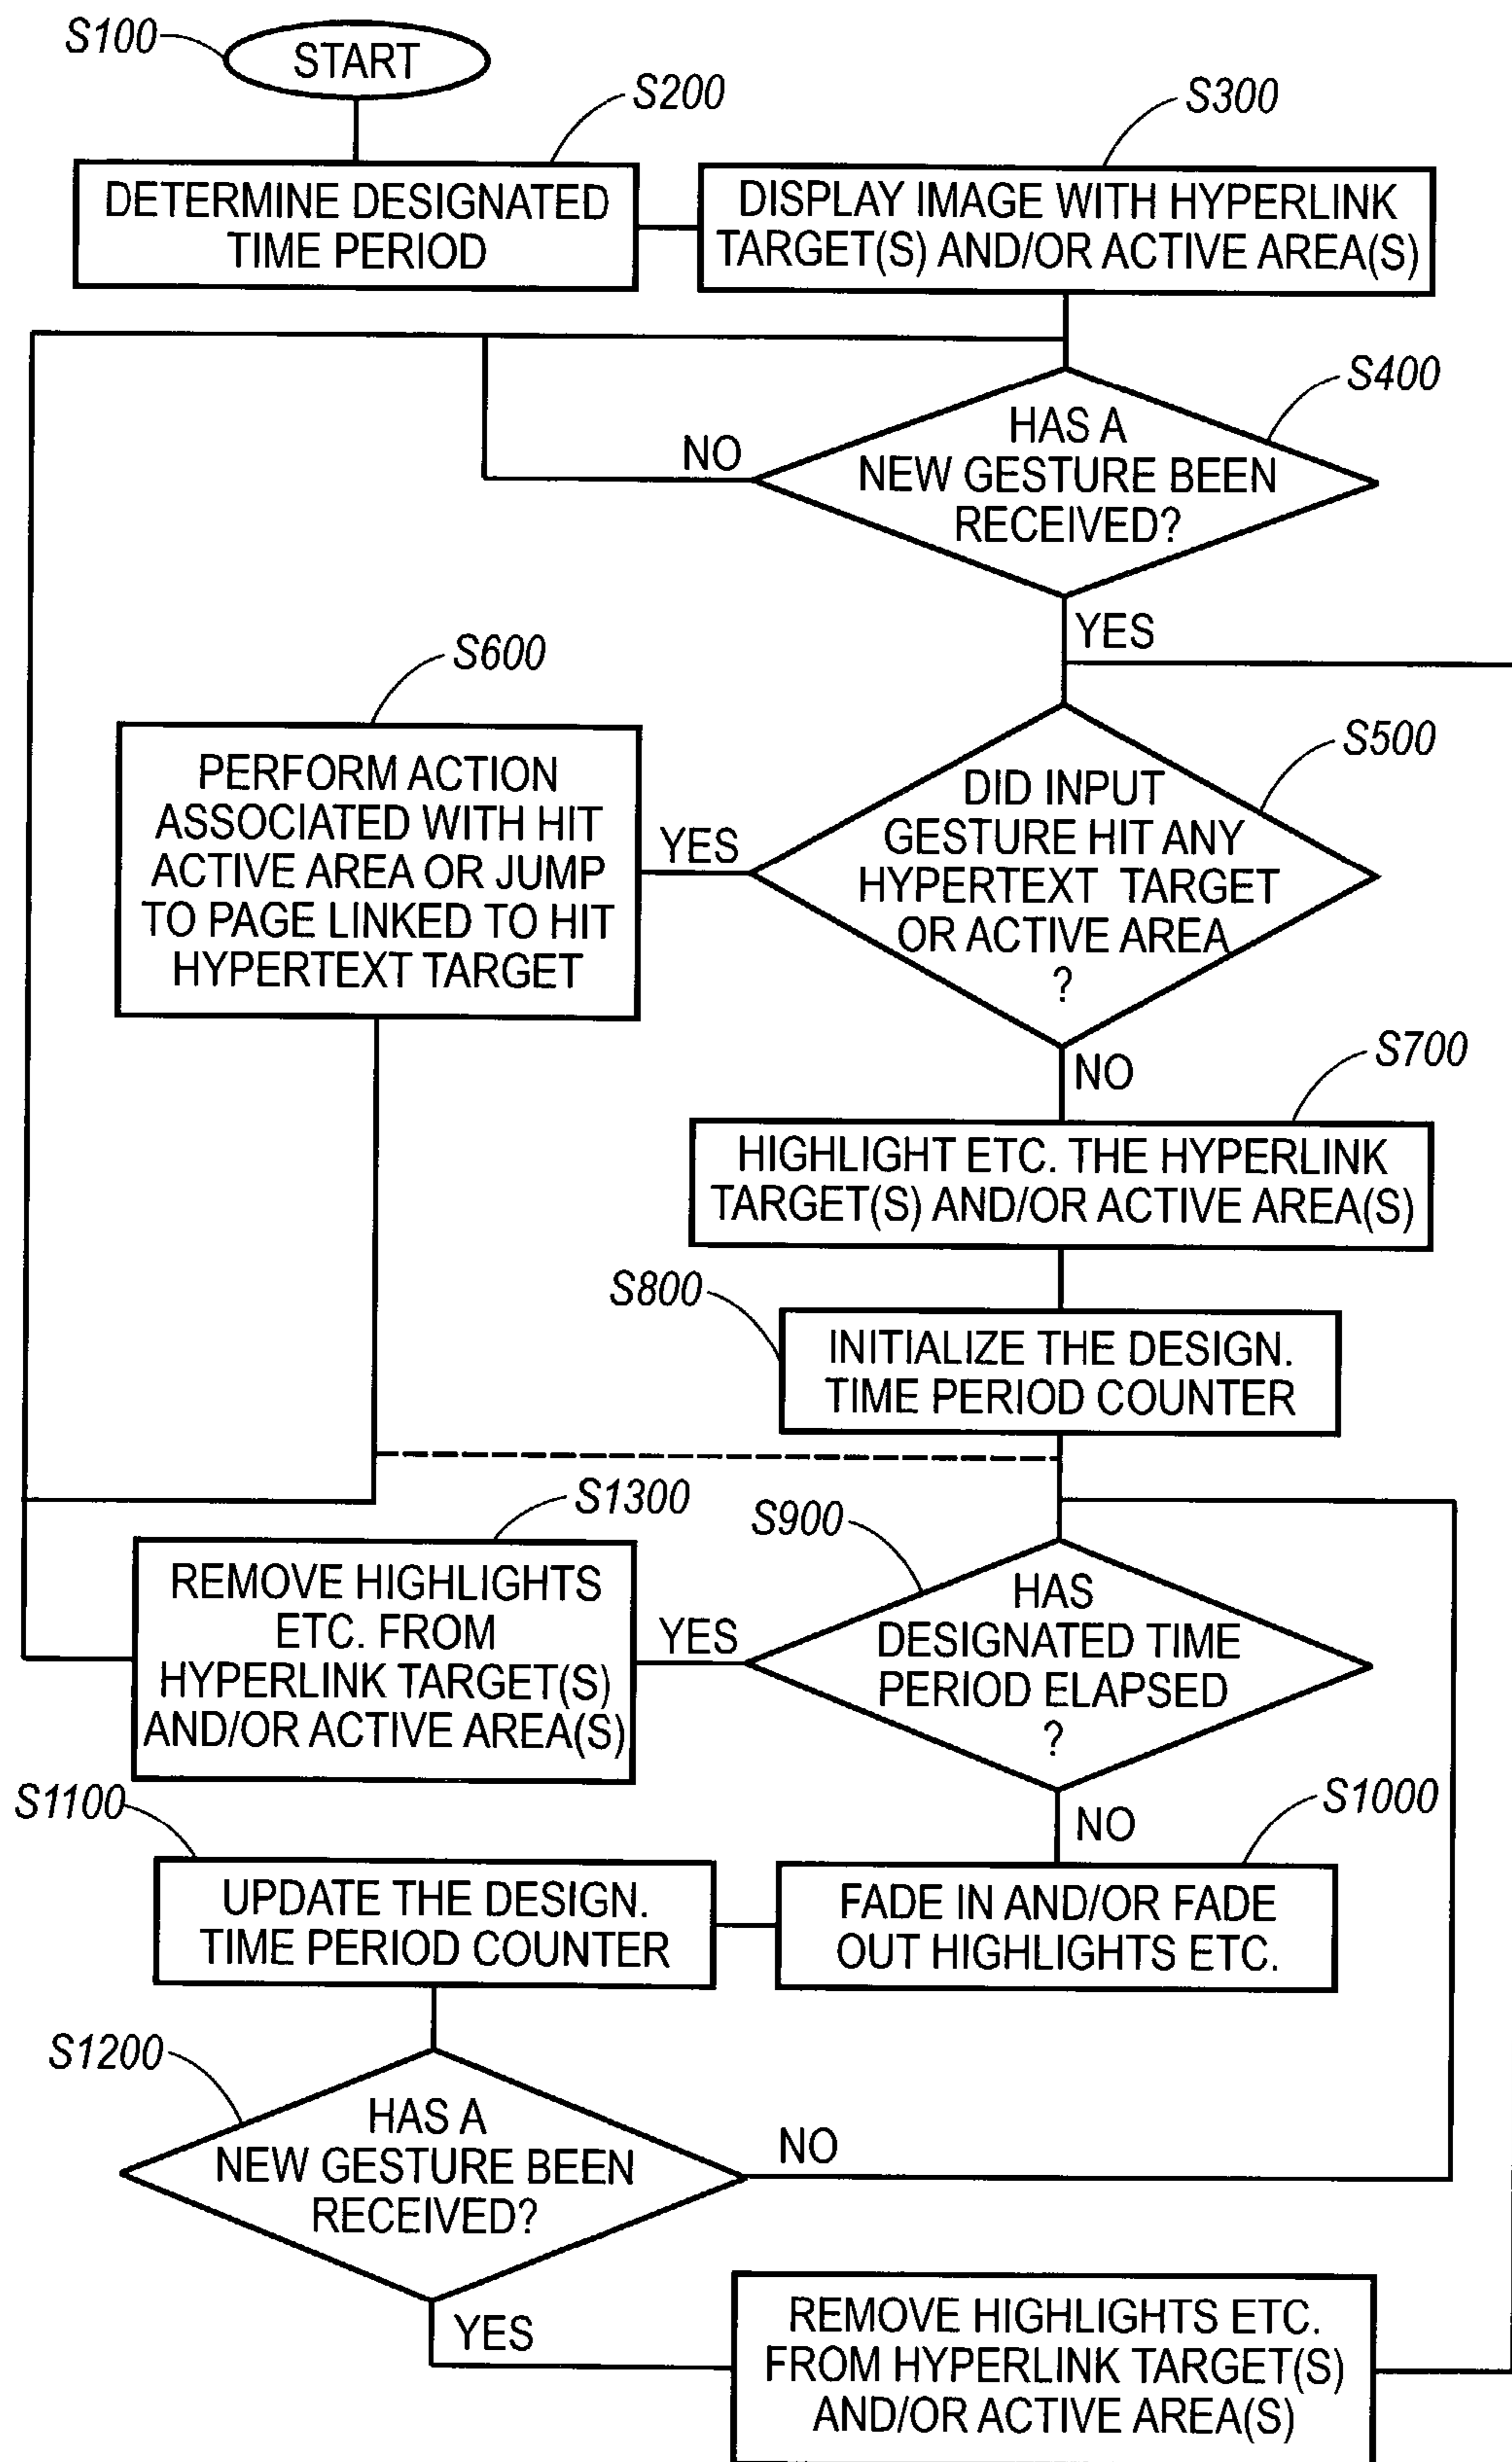 S100
START
S200
DETERMINE DESIGNATED
TIME PERIOD
S300
DISPLAY IMAGE WITH HYPERLINK
TARGET(S) AND/OR ACTIVE AREA(S)
S400
HAS A
NEW GESTURE BEEN
RECEIVED?
NO
YES
S500
DID INPUT
GESTURE HIT ANY
HYPERTEXT TARGET
OR ACTIVE AREA
?
YES
S600
PERFORM ACTION
ASSOCIATED WITH HIT
ACTIVE AREA OR JUMP
TO PAGE LINKED TO HIT
HYPERTEXT TARGET
NO
S700
HIGHLIGHT ETC. THE HYPERLINK
TARGET(S) AND/OR ACTIVE AREA(S)
S800
INITIALIZE THE DESIGN.
TIME PERIOD COUNTER
S900
HAS
DESIGNATED TIME
PERIOD ELAPSED
?
YES
S1300
REMOVE HIGHLIGHTS
ETC. FROM
HYPERLINK TARGET(S)
AND/OR ACTIVE AREA(S)
NO
S1000
FADE IN AND/OR FADE
OUT HIGHLIGHTS ETC.
S1100
UPDATE THE DESIGN.
TIME PERIOD COUNTER
S1200
HAS A
NEW GESTURE BEEN
RECEIVED?
NO
YES
REMOVE HIGHLIGHTS ETC.
FROM HYPERLINK TARGET(S)
AND/OR ACTIVE AREA(S)